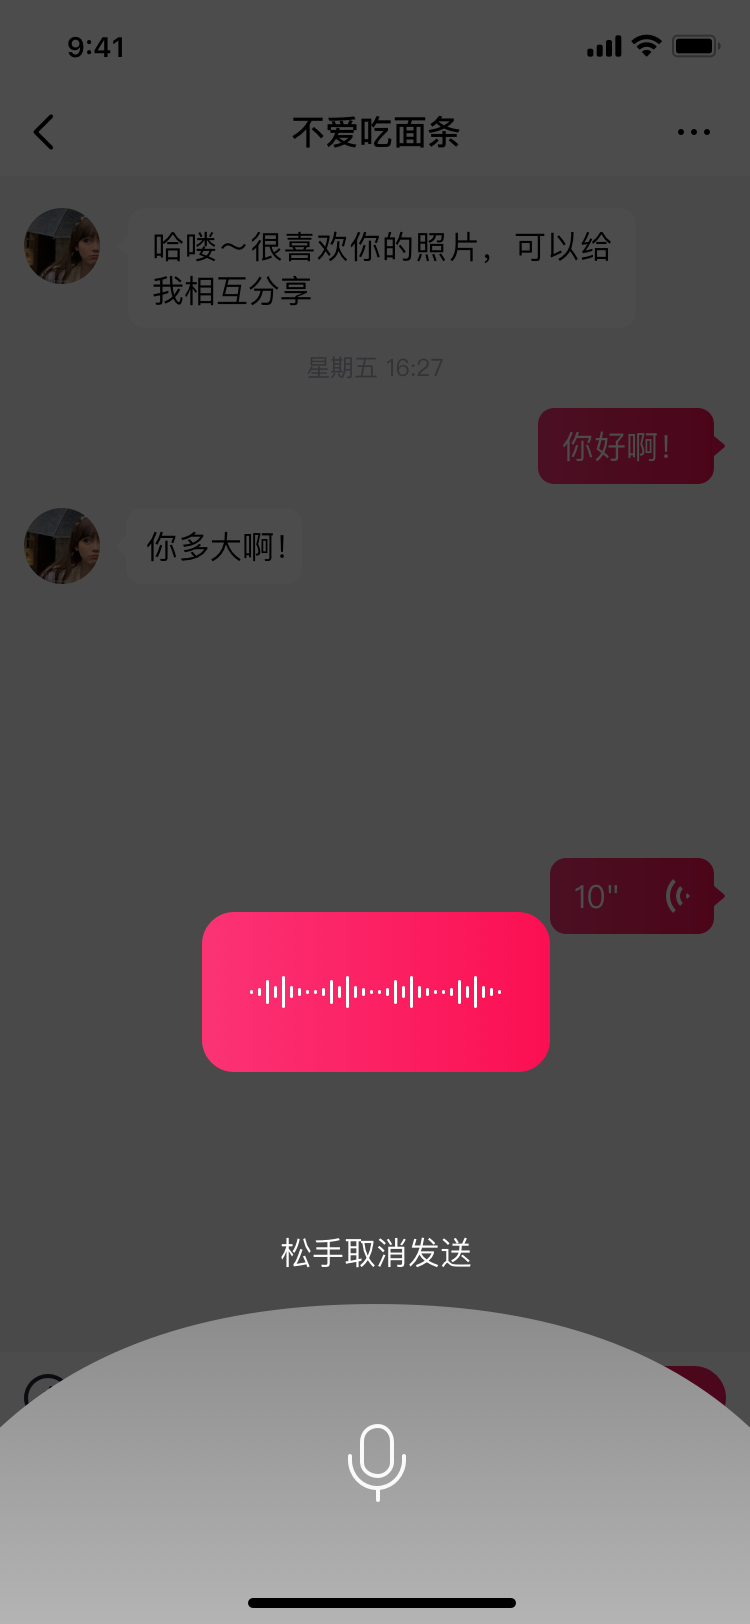 9:41
不爱吃面条
哈喽～很喜欢你的照片，可以给
我相互分享
星期五 16:27
你好啊！
你多大啊！
10"
松手取消发送